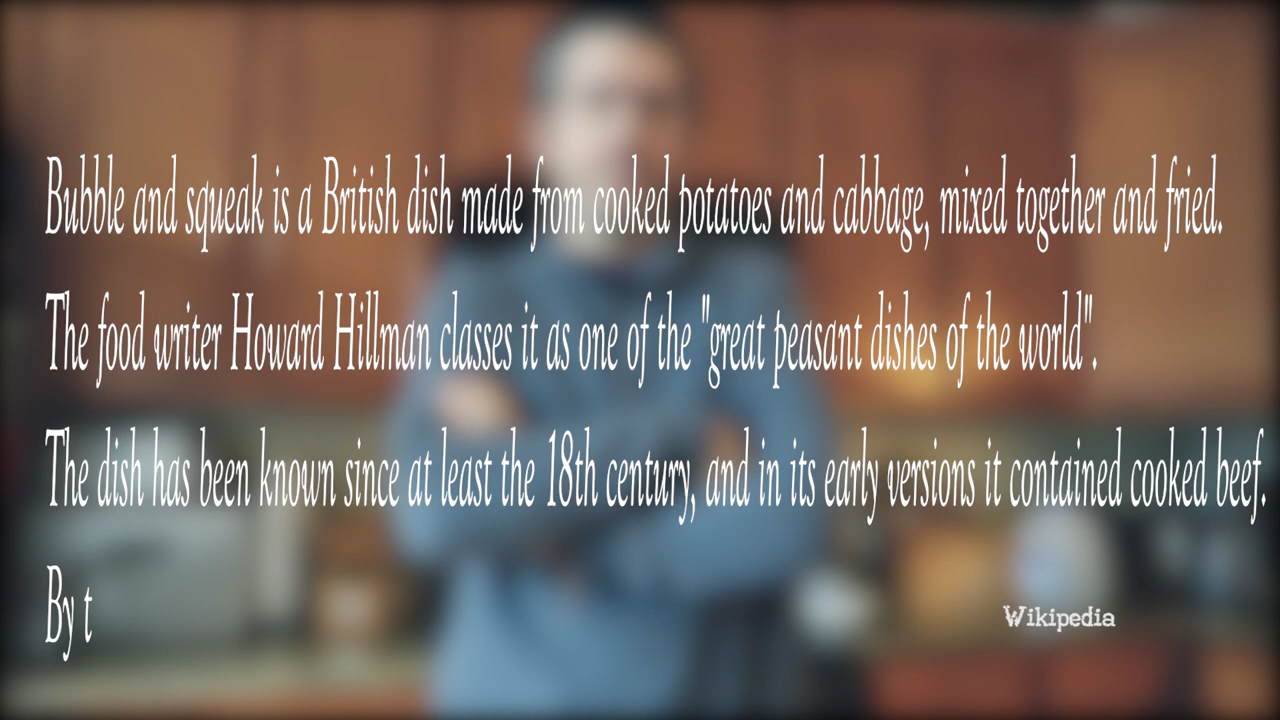 Bubble and squeak is a British dish made from cooked potatoes and cabbage, mixed together and fried.
The food writer Howard Hillman classes it as one of the "great peasant dishes of the world".
The dish has been known since at least the 18th century, and in its early versions it contained cooked beef.
By t
Wikipedia